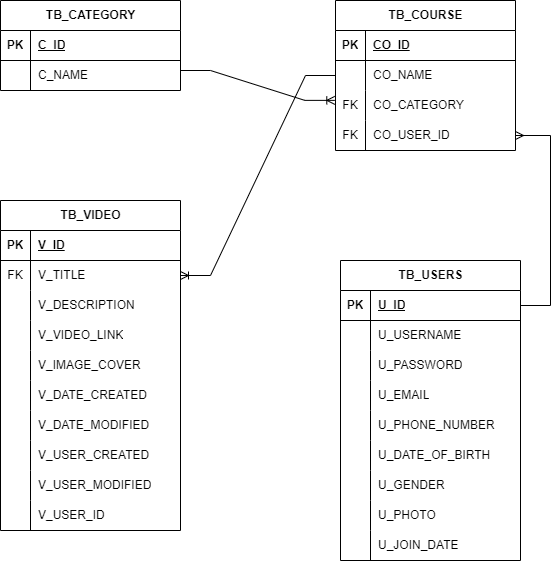 TB_CATEGORY
PK C_ID
C_NAME
TB_COURSE
PK CO_ID
CO_NAME
FK CO_CATEGORY
FK CO_USER_ID
TB_VIDEO
PK V_ID
FK V_TITLE
V_DESCRIPTION
V_VIDEO_LINK
V_IMAGE_COVER
V_DATE_CREATED
V_DATE_MODIFIED
V_USER_CREATED
V_USER_MODIFIED
V_USER_ID
TB_USERS
PK U_ID
U_USERNAME
U_PASSWORD
U_EMAIL
U_PHONE_NUMBER
U_DATE_OF_BIRTH
U_GENDER
U_PHOTO
U_JOIN_DATE